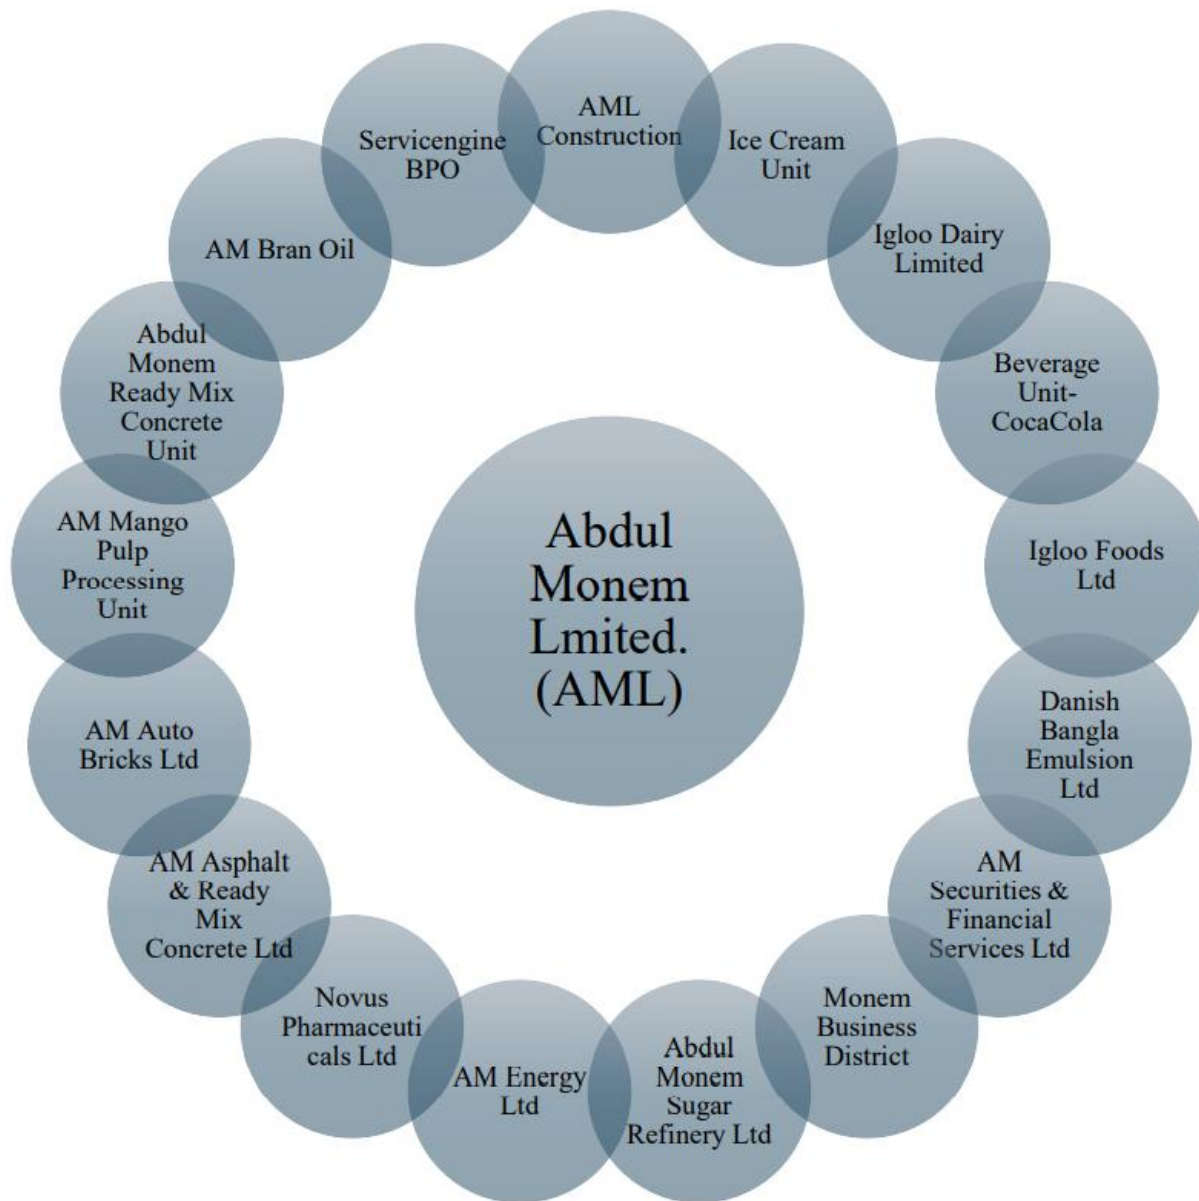 AML
Construction
Ice Cream
Unit
Igloo Dairy
Limited
Beverage
Unit-
CocaCola
Igloo Foods
Ltd
Danish
Bangla
Emulsion
Ltd
AM
Securities &
Financial
Services Ltd
Monem
Business
District
Abdul
Monem
Sugar
Refinery Ltd
AM Energy
Ltd
Novus
Pharmaceuti
cals Ltd
AM Asphalt
& Ready
Mix
Concrete Ltd
AM Auto
Bricks Ltd
AM Mango
Pulp
Processing
Unit
Abdul
Monem
Ready Mix
Concrete
Unit
AM Bran Oil
Servicengine
BPO
Abdul
Monem
Lmited.
(AML)